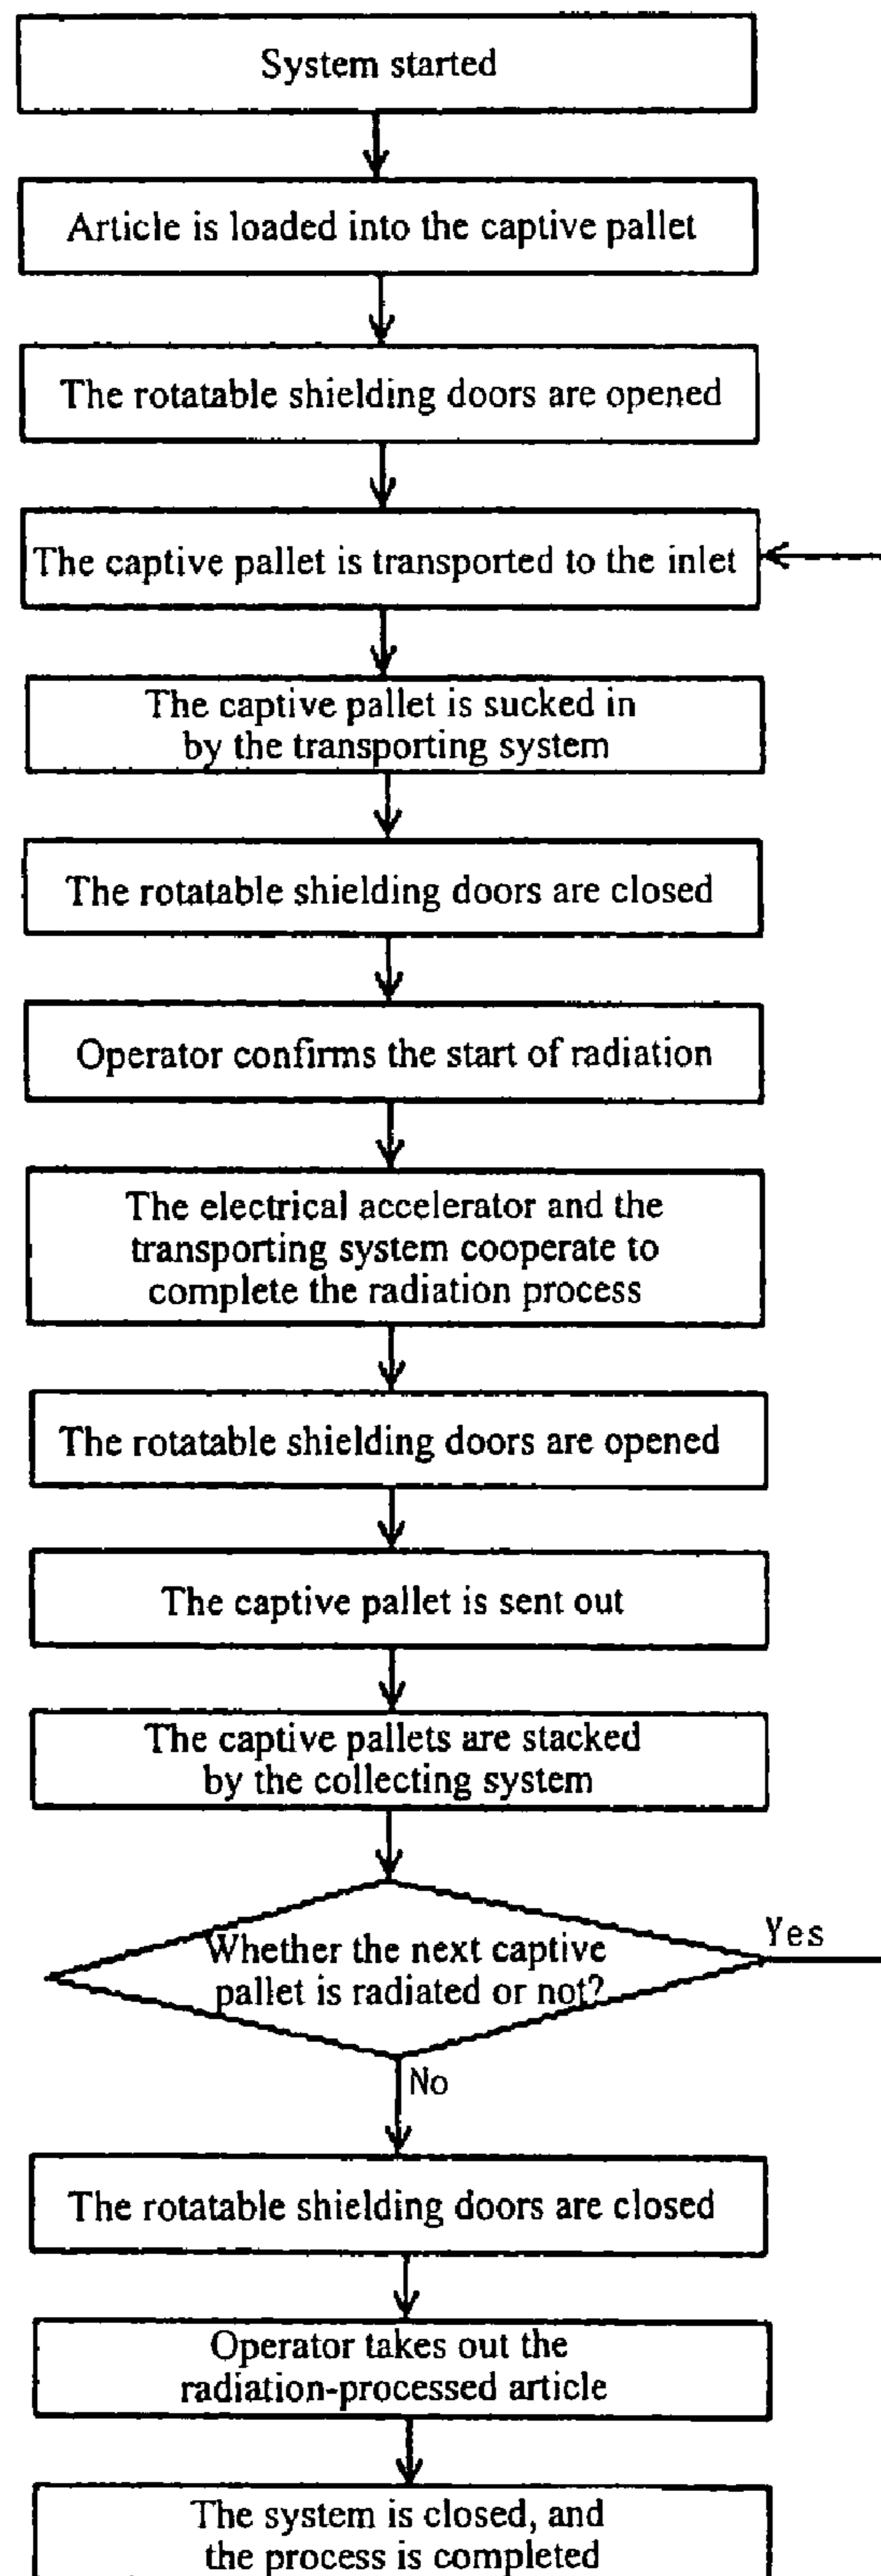 System started
Article is loaded into the captive pallet
The rotatable shielding doors are opened
The captive pallet is transported to the inlet
The captive pallet is sucked in
by the transporting system
The rotatable shielding doors are closed
Operator confirms the start of radiation
The electrical accelerator and the
transporting system cooperate to
complete the radiation process
The rotatable shielding doors are opened
The captive pallet is sent out
The captive pallets are stacked
by the collecting system
Whether the next captive
pallet is radiated or not?
Yes
No
The rotatable shielding doors are closed
Operator takes out the
radiation-processed article
The system is closed, and
the process is completed